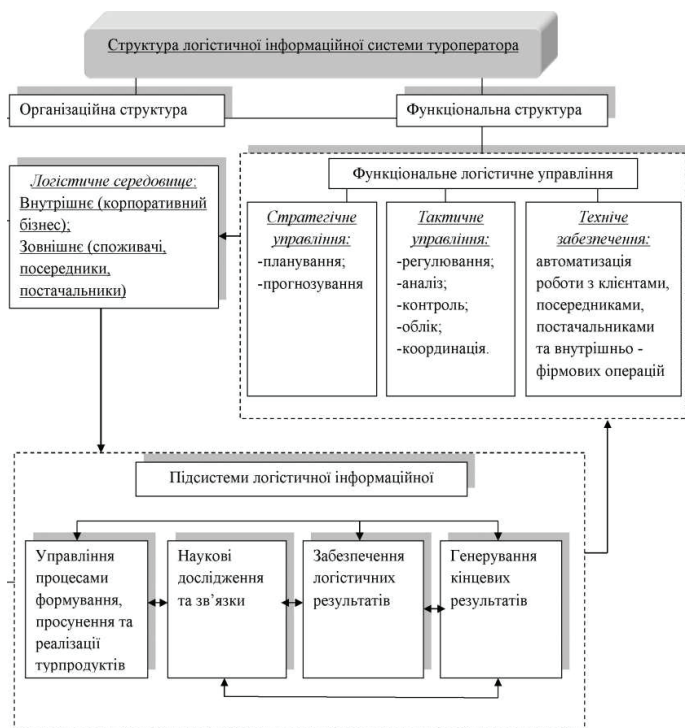 Структура логістичної інформаційної системи туроператора
Організаційна структура
Функціональна структура
Логістичне середовище:
Внутрішнє (корпоративний
бізнес);
Зовнішнє (споживачі,
посередники,
постачальники)
Функціональне логістичне управління
Стратегічне
управління:
-планування;
-прогнозування
Тактичне
управління:
-регулювання;
-аналіз;
-контроль;
-облік;
-координація.
Техніче
забезпечення:
автоматизація
роботи з клієнтами,
посередниками,
постачальниками
та внутрішньо -
фірмових операцій
Підсистеми логістичної інформаційної
Управління
процесами
формування,
просунення та
реалізації
турпродуктів
Наукові
дослідження
та зв’язки
Забезпечення
логістичних
результатів
Генерування
кінцевих
результатів